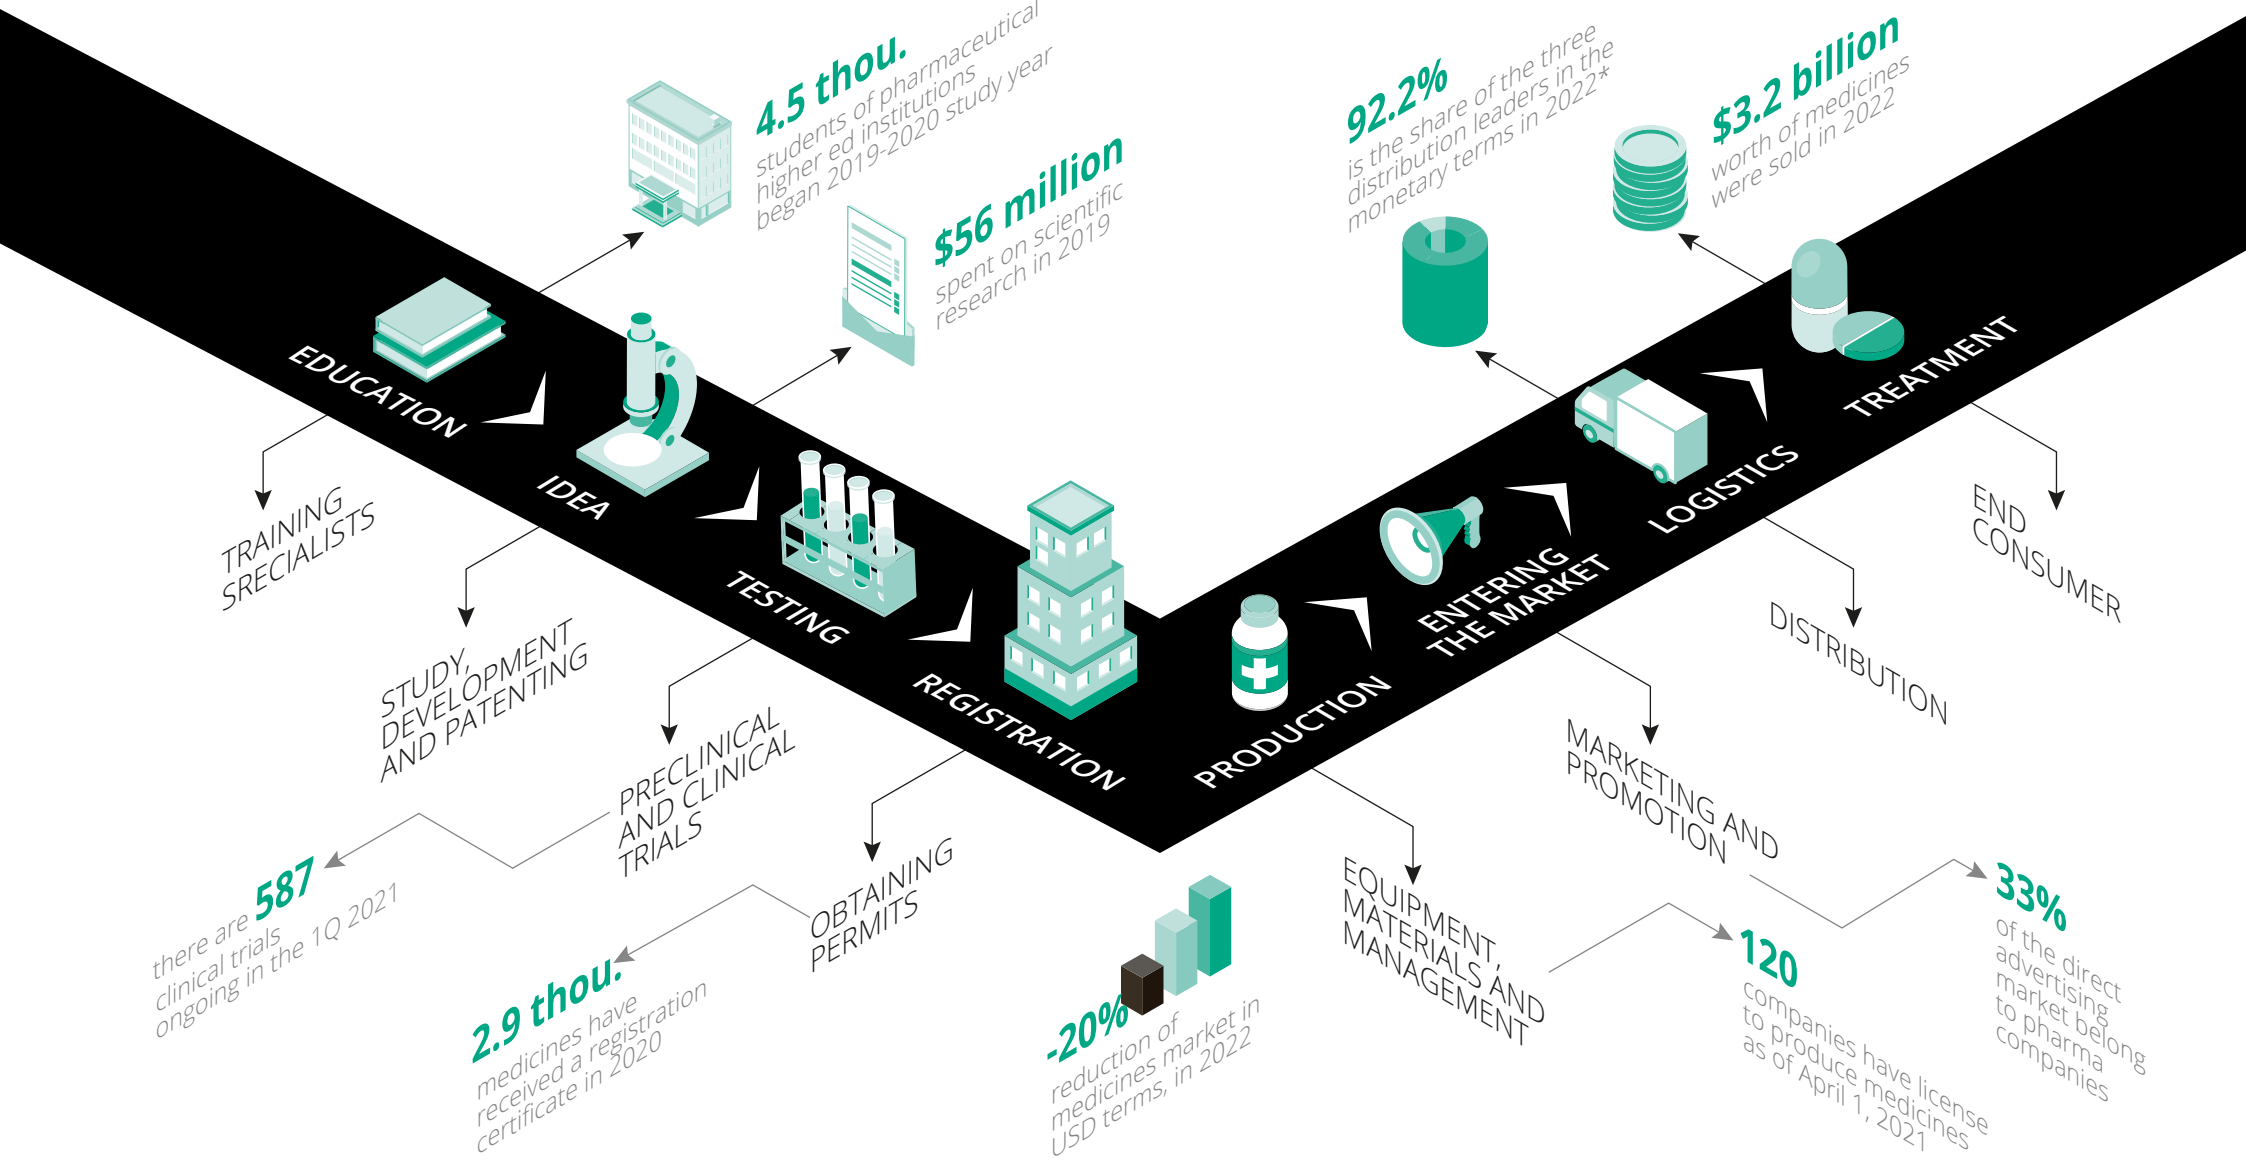 4.5 thou.
students of pharmaceutical
higher ed institutions
began 2019-2020 study year
$56 million
spent on scientific
research in 2019
92.2%
is the share of the three
distribution leaders in the
monetary terms in 2022*
$3.2 billion
worth of medicines
were sold in 2022
EDUCATION
IDEA
TESTING
REGISTRATION
PRODUCTION
ENTERING
THE MARKET
LOGISTICS
TREATMENT
TRAINING
SRECIALISTS
STUDY,
DEVELOPMENT
AND PATENTING
PRECLINICAL
AND CLINICAL
TRIALS
OBTAINING
PERMITS
EQUIPMENT,
MATERIALS AND
MANAGEMENT
MARKETING AND
PROMOTION
DISTRIBUTION
END
CONSUMER
there are 587
clinical trials
ongoing in the 1Q 2021
2.9 thou.
medicines have
received a registration
certificate in 2020
-20%
reduction of
medicines market in
USD terms, in 2022
120
companies have license
to produce medicines
as of April 1, 2021
33%
of the direct
advertising
market belong
to pharma
companies